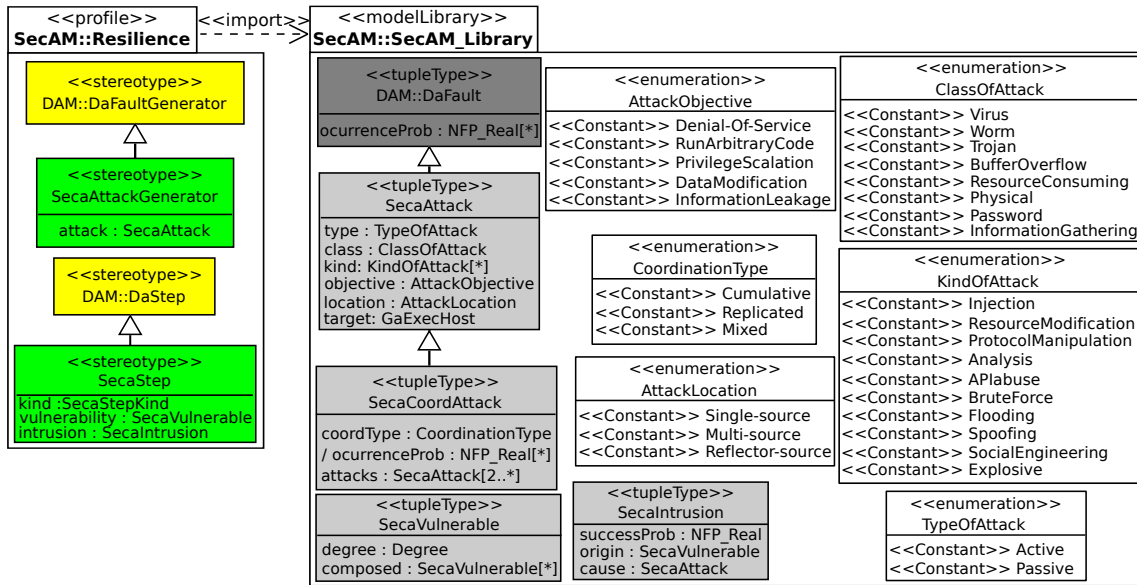 <<profile>>
SecAM::Resilience
<<import>>
<<modelLibrary>>
SecAM::SecAM_Library
<<stereotype>>
DAM::DaFaultGenerator
<<stereotype>>
SecaAttackGenerator
attack : SecaAttack
<<stereotype>>
DAM::DaStep
<<stereotype>>
SecaStep
kind :SecaStepKind
vulnerability : SecaVulnerable
intrusion : SecaIntrusion
<<tupleType>>
DAM::DaFault
ocurrenceProb : NFP_Real[*]
<<tupleType>>
SecaAttack
type : TypeOfAttack
class : ClassOfAttack
kind: KindOfAttack[*]
objective : AttackObjective
location : AttackLocation
target: GaExecHost
<<tupleType>>
SecaCoordAttack
coordType : CoordinationType
/ ocurrenceProb : NFP_Real[*]
attacks : SecaAttack[2..*]
<<tupleType>>
SecaVulnerable
degree : Degree
composed : SecaVulnerable[*]
<<enumeration>>
AttackObjective
<<Constant>> Denial-Of-Service
<<Constant>> RunArbitraryCode
<<Constant>> PrivilegeScalation
<<Constant>> DataModification
<<Constant>> InformationLeakage
<<enumeration>>
CoordinationType
<<Constant>> Cumulative
<<Constant>> Replicated
<<Constant>> Mixed
<<enumeration>>
AttackLocation
<<Constant>> Single-source
<<Constant>> Multi-source
<<Constant>> Reflector-source
<<tupleType>>
SecaIntrusion
successProb : NFP_Real
origin : SecaVulnerable
cause : SecaAttack
<<enumeration>>
ClassOfAttack
<<Constant>> Virus
<<Constant>> Worm
<<Constant>> Trojan
<<Constant>> BufferOverflow
<<Constant>> ResourceConsuming
<<Constant>> Physical
<<Constant>> Password
<<Constant>> InformationGathering
<<enumeration>>
KindOfAttack
<<Constant>> Injection
<<Constant>> ResourceModification
<<Constant>> ProtocolManipulation
<<Constant>> Analysis
<<Constant>> APIabuse
<<Constant>> BruteForce
<<Constant>> Flooding
<<Constant>> Spoofing
<<Constant>> SocialEngineering
<<Constant>> Explosive
<<enumeration>>
TypeOfAttack
<<Constant>> Active
<<Constant>> Passive